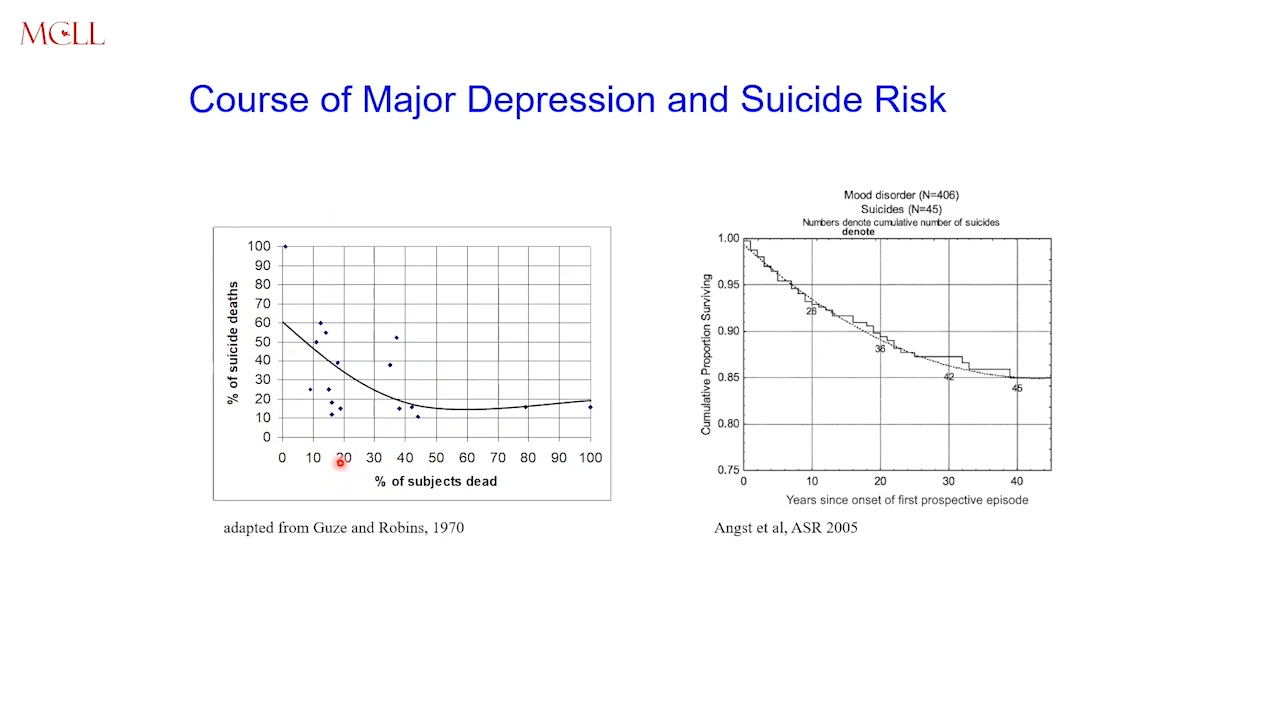 MCLL
Course of Major Depression and Suicide Risk
% of suicide deaths
100
90
80
70
60
50
40
30
20
10
0
0 10 20 30 40 50 60 70 80 90 100
% of subjects dead
adapted from Guze and Robins, 1970
Mood disorder (N=406)
Suicides (N=45)
Numbers denote cumulative number of suicides
denote
Cumulative Proportion Surviving
1.00
0.95
0.90
0.85
0.80
0.75
26
36
42
45
0 10 20 30 40
Years since onset of first prospective episode
Angst et al, ASR 2005